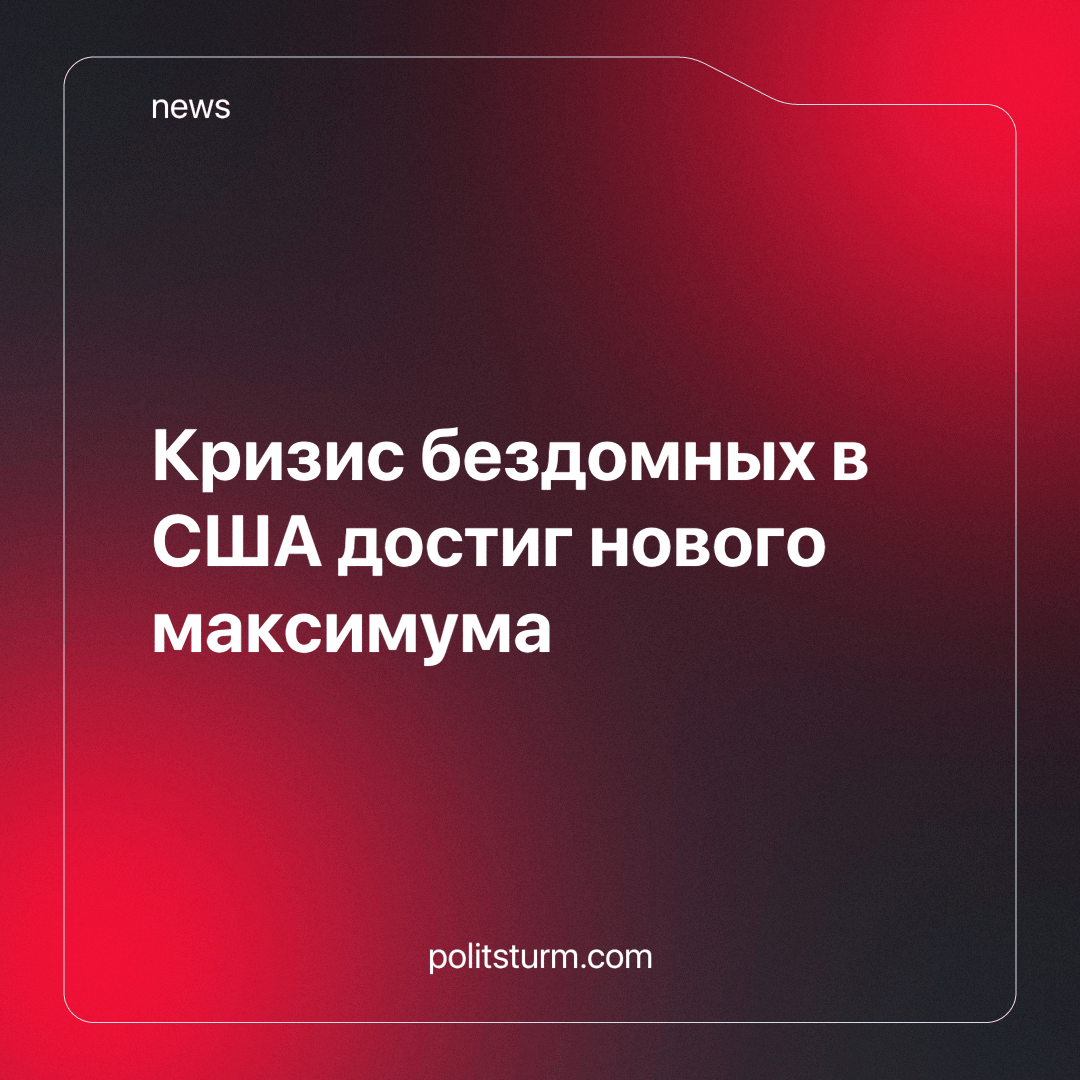 news
Кризис бездомных в
США достиг нового
максимума
politsturm.com